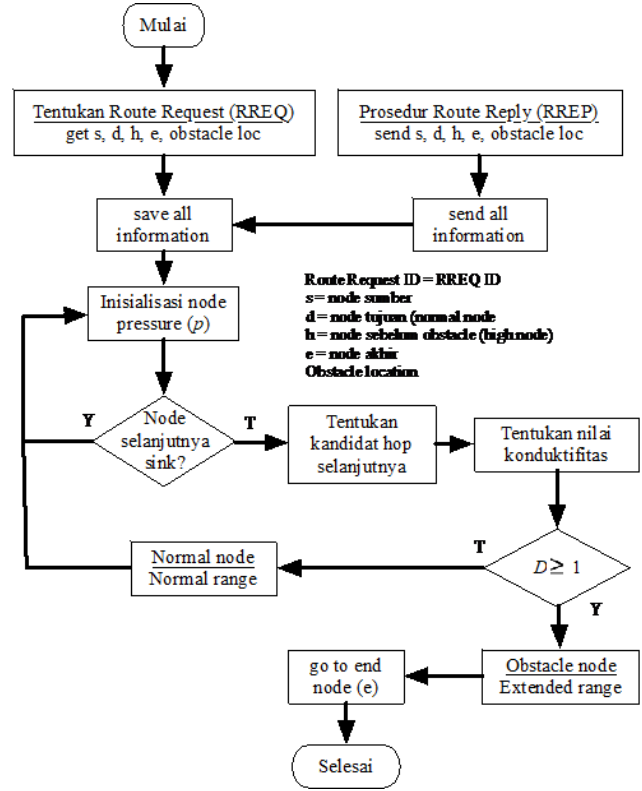 Mulai
Tentukan Route Request (RREQ)
get s, d, h, e, obstacle loc
Prosedur Route Reply (RREP)
send s, d, h, e, obstacle loc
save all
information
send all
information
Route Request ID = RREQ ID
s = node sumber
d = node tujuan (normal node
h = node sebelum obstacle (high node)
e = node akhir
Obstacle location
Inisialisasi node
pressure (p)
Y
Node
selanjutnya
sink?
T
Tentukan
kandidat hop
selanjutnya
Tentukan nilai
konduktifitas
Normal node
Normal range
T
D ≥ 1
Y
go to end
node (e)
Obstacle node
Extended range
Selesai